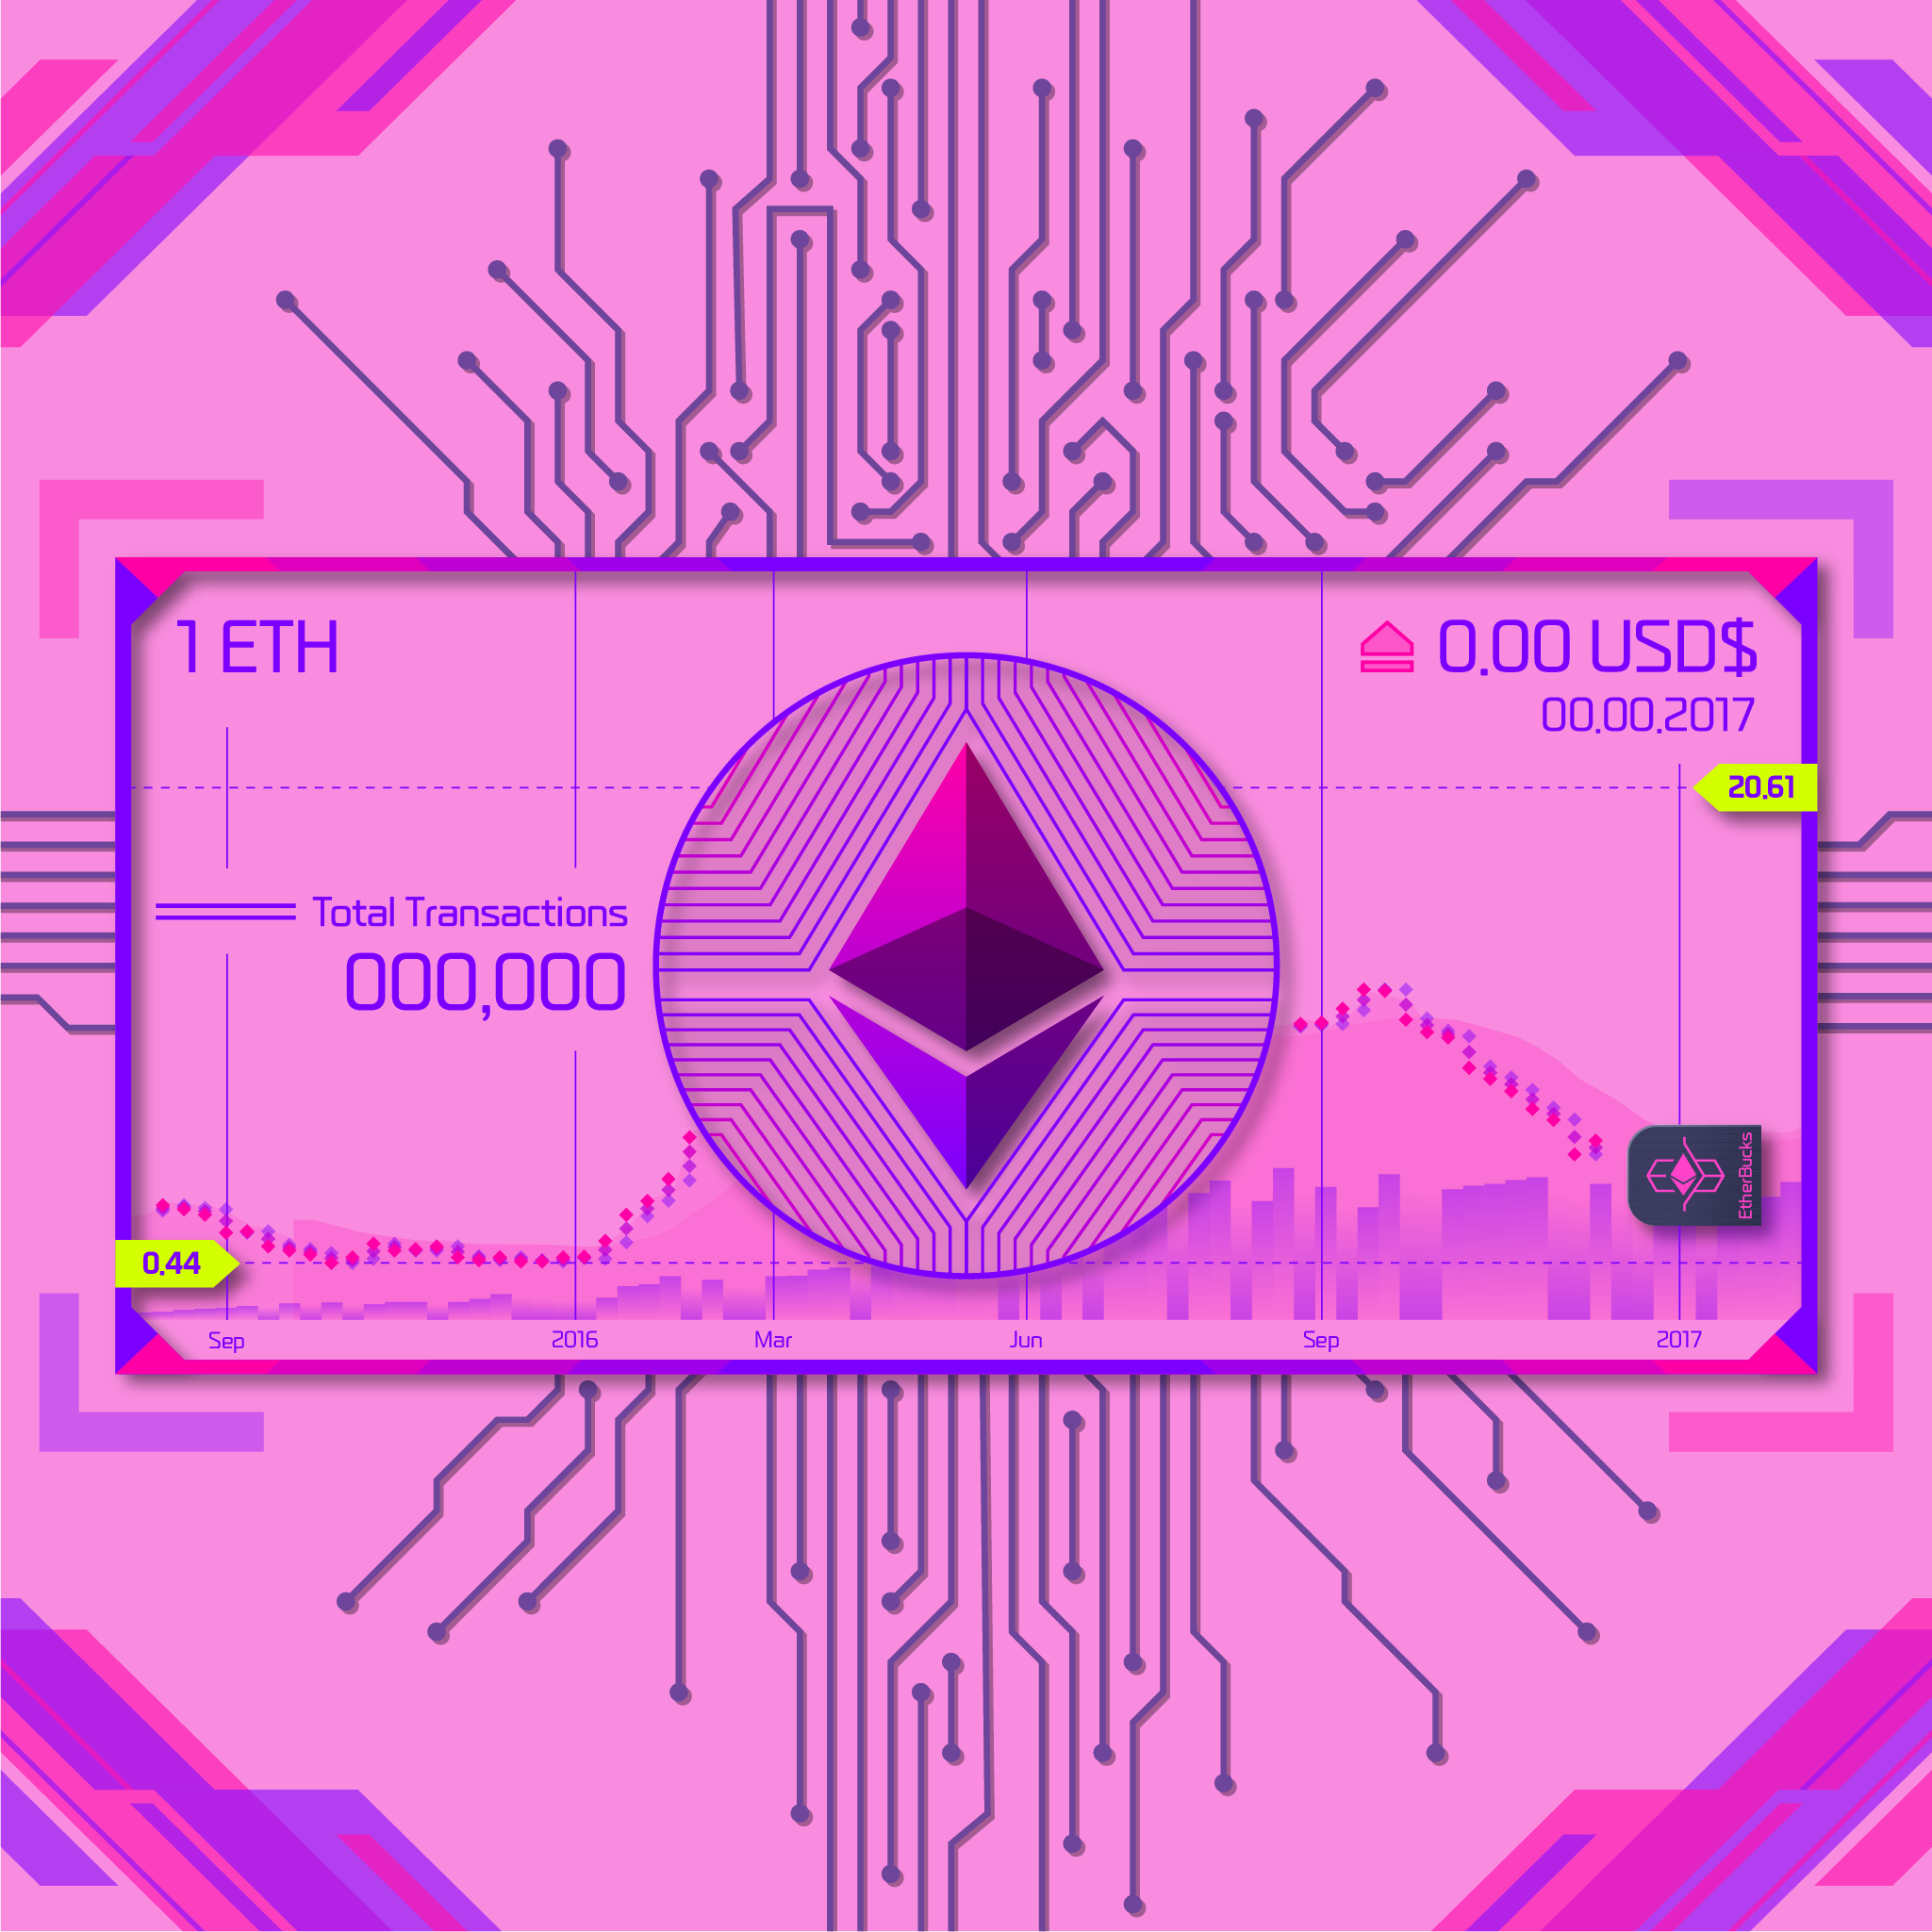 1 ETH
0.00 USD$
00.00.2017
20.61
Total Transactions
000,000
EtherBucks
0.44
Sep
2016
Mar
Jun
Sep
2017